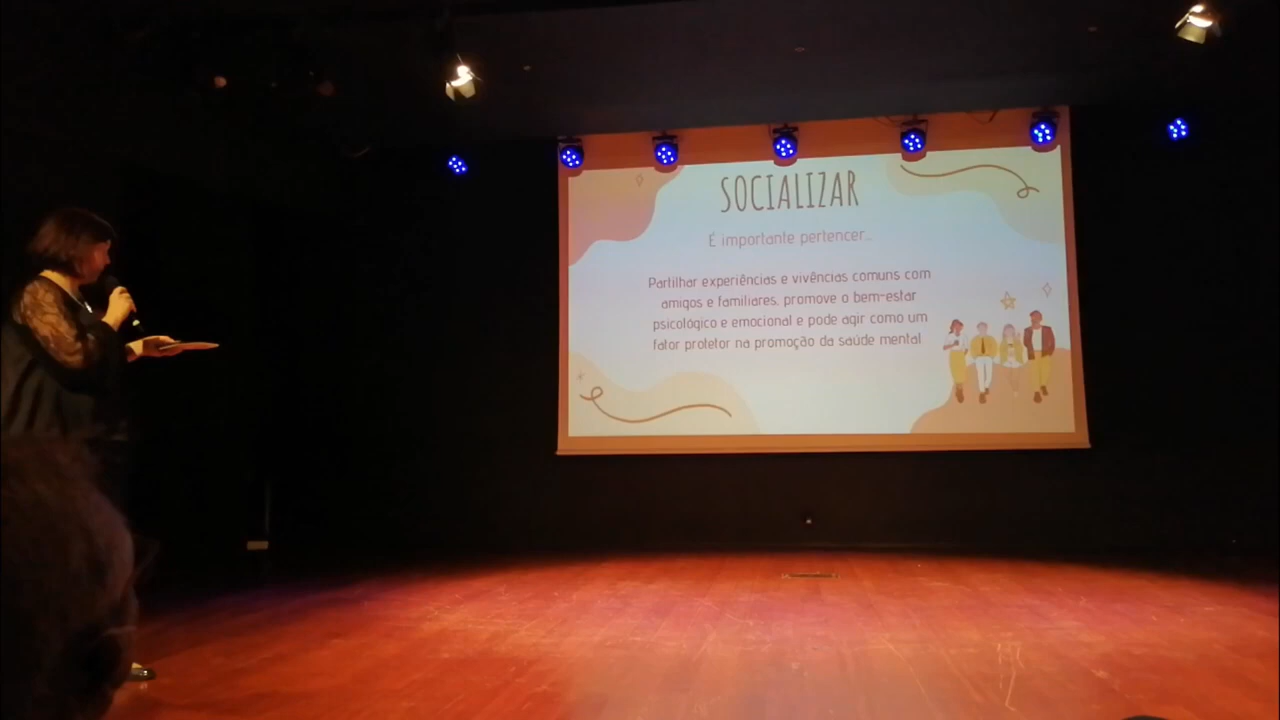 SOCIALIZAR
É importante pertencer...
Partilhar experiências e vivências comuns com
amigos e familiares, promove o bem-estar
psicológico e emocional e pode agir como um
fator protetor na promoção da saúde mental